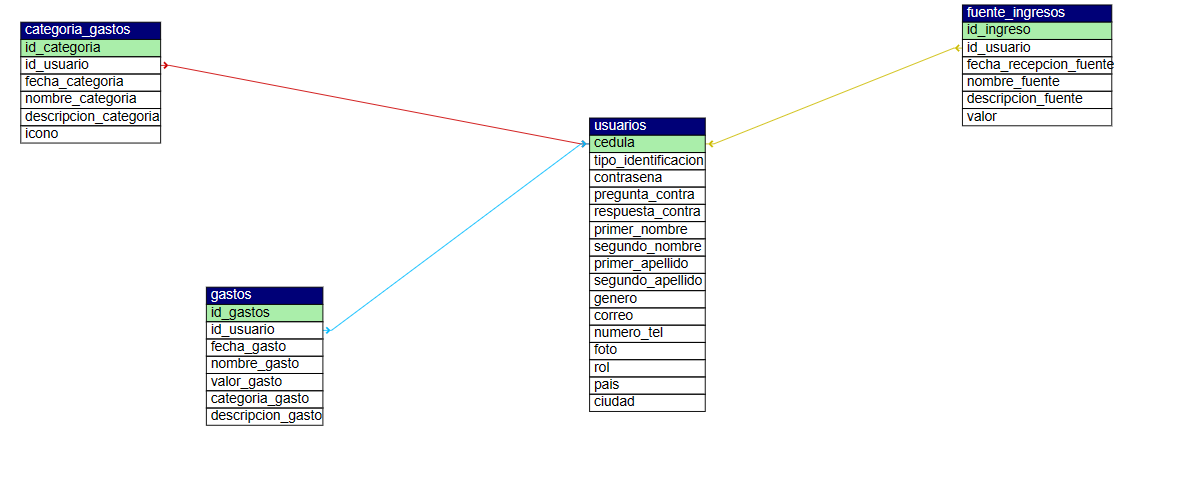 categoria_gastos
id_categoria
id_usuario
fecha_categoria
nombre_categoria
descripcion_categoria
icono
fuente_ingresos
id_ingreso
id_usuario
fecha_recepcion_fuente
nombre_fuente
descripcion_fuente
valor
usuarios
cedula
tipo_identificacion
contrasena
pregunta_contra
respuesta_contra
primer_nombre
segundo_nombre
primer_apellido
segundo_apellido
genero
correo
numero_tel
foto
rol
pais
ciudad
gastos
id_gastos
id_usuario
fecha_gasto
nombre_gasto
valor_gasto
categoria_gasto
descripcion_gasto